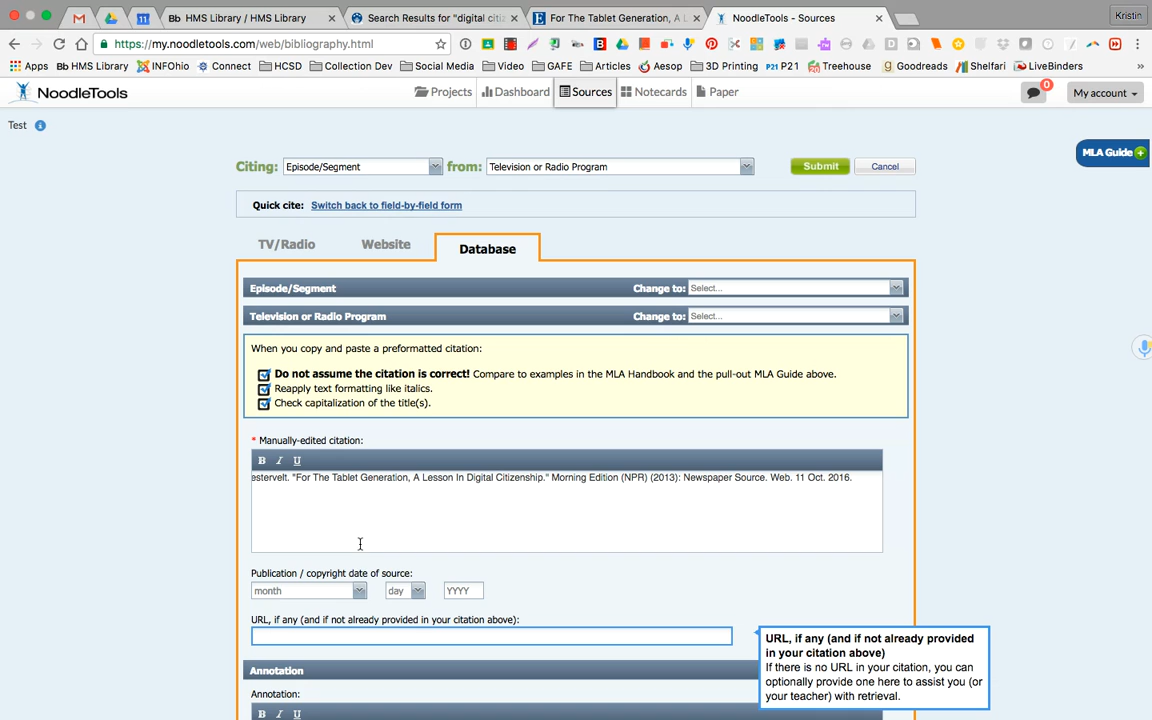 HMS Library / HMS Library
Search Results for "digital citiz
For The Tablet Generation, A L
NoodleTools - Sources
Kristin
https://my.noodletools.com/web/bibliography.html
Apps
HMS Library
INFOhio
Connect
HCSD
Collection Dev
Social Media
Video
GAFE
Articles
Aesop
3D Printing
P21
Treehouse
Goodreads
Shelfari
LiveBinders
»
NoodleTools
Projects
Dashboard
Sources
Notecards
Paper
0
My account
Test
MLA Guide
Citing: Episode/Segment from: Television or Radio Program
Submit
Cancel
Quick cite: Switch back to field-by-field form
TV/Radio
Website
Database
Episode/Segment
Change to: Select...
Television or Radio Program
Change to: Select...
When you copy and paste a preformatted citation:
Do not assume the citation is correct! Compare to examples in the MLA Handbook and the pull-out MLA Guide above.
Reapply text formatting like italics.
Check capitalization of the title(s).
* Manually-edited citation:
B I U
estervelt. "For The Tablet Generation, A Lesson In Digital Citizenship." Morning Edition (NPR) (2013): Newspaper Source. Web. 11 Oct. 2016.
Publication / copyright date of source:
month
day
YYYY
URL, if any (and if not already provided in your citation above):
URL, if any (and if not already provided
in your citation above)
If there is no URL in your citation, you can
optionally provide one here to assist you (or
your teacher) with retrieval.
Annotation
Annotation:
B I U